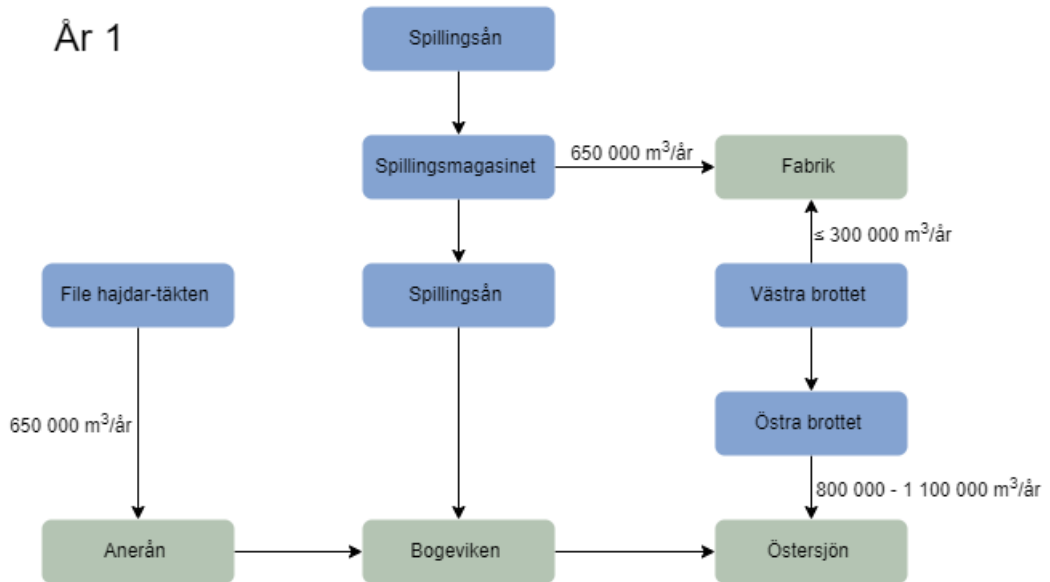 År 1
Spillingsån
Spillingsmagasinet
650 000 m³/år
Fabrik
≤ 300 000 m³/år
File hajdar-täkten
Spillingsån
Västra brottet
650 000 m³/år
Östra brottet
800 000 - 1 100 000 m³/år
Anerån
Bogeviken
Östersjön